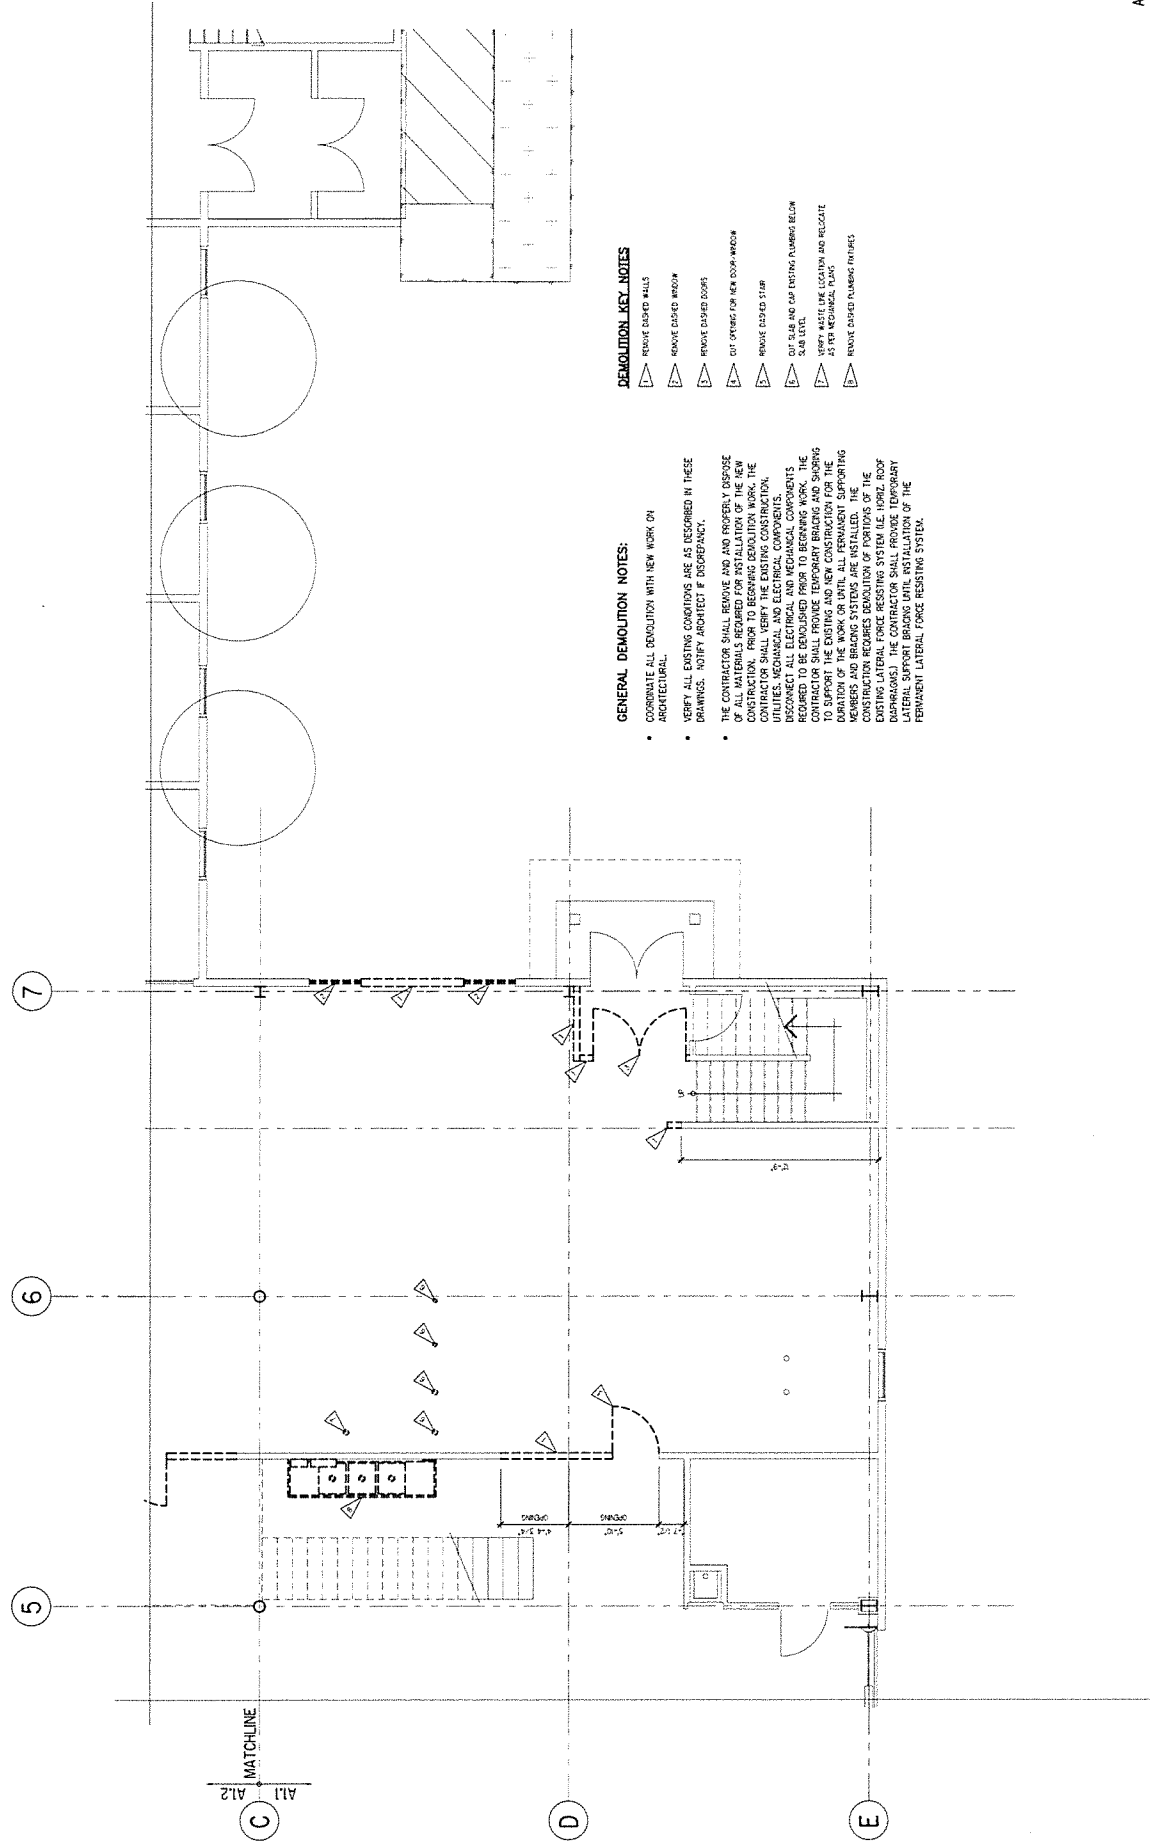 7
6
5
C
D
E
MATCHLINE
A1.2
A1.1
UP
12'-9"
OPENING
4'-4 3/4"
OPENING
5'-10"
GENERAL DEMOLITION NOTES:
• COORDINATE ALL DEMOLITION WITH NEW WORK ON
ARCHITECTURAL.
• VERIFY ALL EXISTING CONDITIONS ARE AS DESCRIBED IN THESE
DRAWINGS. NOTIFY ARCHITECT IF DISCREPANCY.
• THE CONTRACTOR SHALL REMOVE AND AND PROPERLY DISPOSE
OF ALL MATERIALS REQUIRED FOR INSTALLATION OF THE NEW
CONSTRUCTION. PRIOR TO BEGINNING DEMOLITION WORK, THE
CONTRACTOR SHALL VERIFY THE EXISTING CONSTRUCTION,
UTILITIES, MECHANICAL AND ELECTRICAL COMPONENTS.
DISCONNECT ALL ELECTRICAL AND MECHANICAL COMPONENTS
REQUIRED TO BE DEMOLISHED PRIOR TO BEGINNING WORK. THE
CONTRACTOR SHALL PROVIDE TEMPORARY BRACING AND SHORING
TO SUPPORT THE EXISTING AND NEW CONSTRUCTION FOR THE
DURATION OF THE WORK OR UNTIL ALL PERMANENT SUPPORTING
MEMBERS AND BRACING SYSTEMS ARE INSTALLED. THE
CONSTRUCTION REQUIRES DEMOLITION OF PORTIONS OF THE
EXISTING LATERAL FORCE RESISTING SYSTEM (I.E. HORIZ. ROOF
DIAPHRAGMS.) THE CONTRACTOR SHALL PROVIDE TEMPORARY
LATERAL SUPPORT BRACING UNTIL INSTALLATION OF THE
PERMANENT LATERAL FORCE RESISTING SYSTEM.
DEMOLITION KEY NOTES
1 REMOVE DASHED WALLS
2 REMOVE DASHED WINDOW
3 REMOVE DASHED DOORS
4 CUT OPENING FOR NEW DOOR/WINDOW
5 REMOVE DASHED STAIR
6 CUT SLAB AND CAP EXISTING PLUMBING BELOW
SLAB LEVEL
7 VERIFY WASTE LINE LOCATION AND RELOCATE
AS PER MECHANICAL PLANS
8 REMOVE DASHED PLUMBING FIXTURES
A